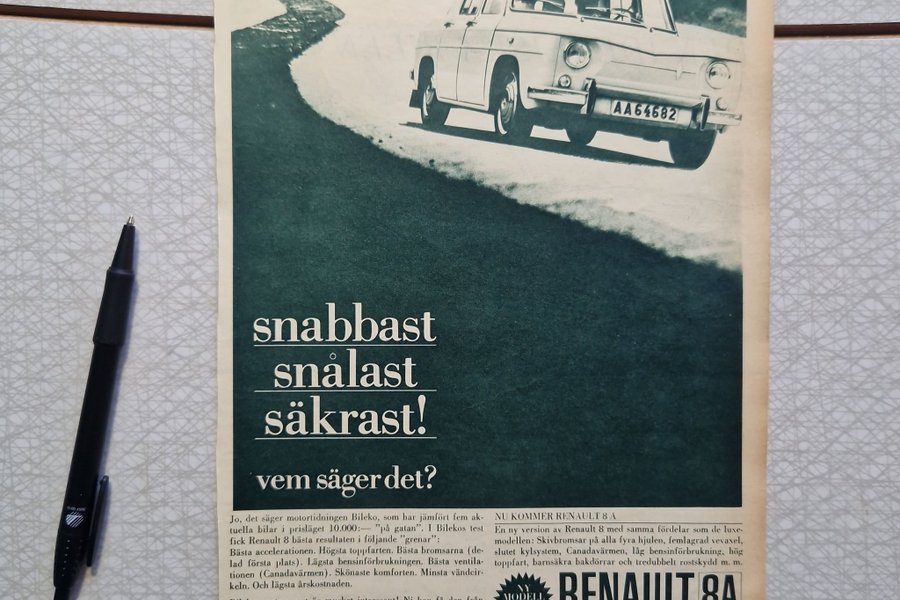 AA64682
snabbast
snålast
säkrast!
vem säger det?
Jo, det säger motortidningen Bileko, som har jämfört fem ak-
tuella bilar i prisläget 10.000:— ”på gatan”. I Bilekos test
fick Renault 8 bästa resultaten i följande ”grenar”:
Bästa accelerationen. Högsta toppfarten. Bästa bromsarna (de-
lad första plats). Lägsta bensinförbrukningen. Bästa ventila-
tionen (Canadavärmen). Skönaste komforten. Minsta vändcir-
keln. Och lägsta årskostnaden.
NU KOMMER RENAULT 8 A
En ny version av Renault 8 med samma fördelar som de luxe-
modellen: Skivbromsar på alla fyra hjulen, femlagrad vevaxel,
slutet kylsystem, Canadavärmen, låg bensinförbrukning, hög
toppfart, barnsäkra bakdörrar och tredubbelt rostskydd m. m.
NY
MODELL
RENAULT 8A